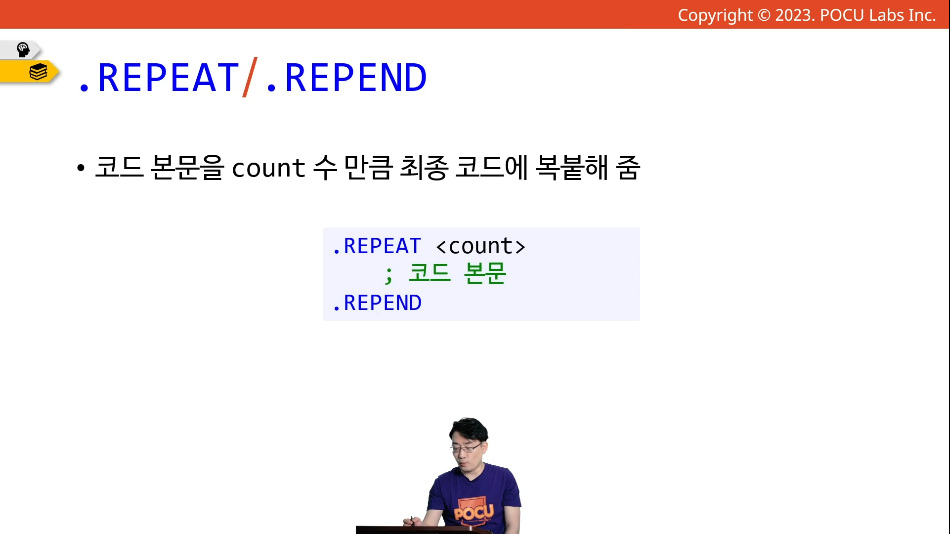 Copyright © 2023. POCU Labs Inc.
.REPEAT/.REPEND
• 코드 본문을 count 수 만큼 최종 코드에 복붙해 줌
.REPEAT <count>
; 코드 본문
.REPEND
POCU